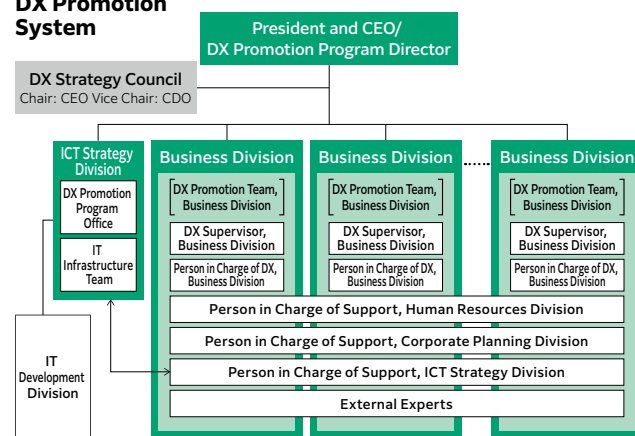 DX Promotion
System
President and CEO/
DX Promotion Program Director
DX Strategy Council
Chair: CEO Vice Chair: CDO
ICT Strategy
Division
DX Promotion
Program
Office
IT
Infrastructure
Team
IT
Development
Division
Business Division
DX Promotion Team,
Business Division
DX Supervisor,
Business Division
Person in Charge of DX,
Business Division
Business Division
DX Promotion Team,
Business Division
DX Supervisor,
Business Division
Person in Charge of DX,
Business Division
Business Division
DX Promotion Team,
Business Division
DX Supervisor,
Business Division
Person in Charge of DX,
Business Division
Person in Charge of Support, Human Resources Division
Person in Charge of Support, Corporate Planning Division
Person in Charge of Support, ICT Strategy Division
External Experts